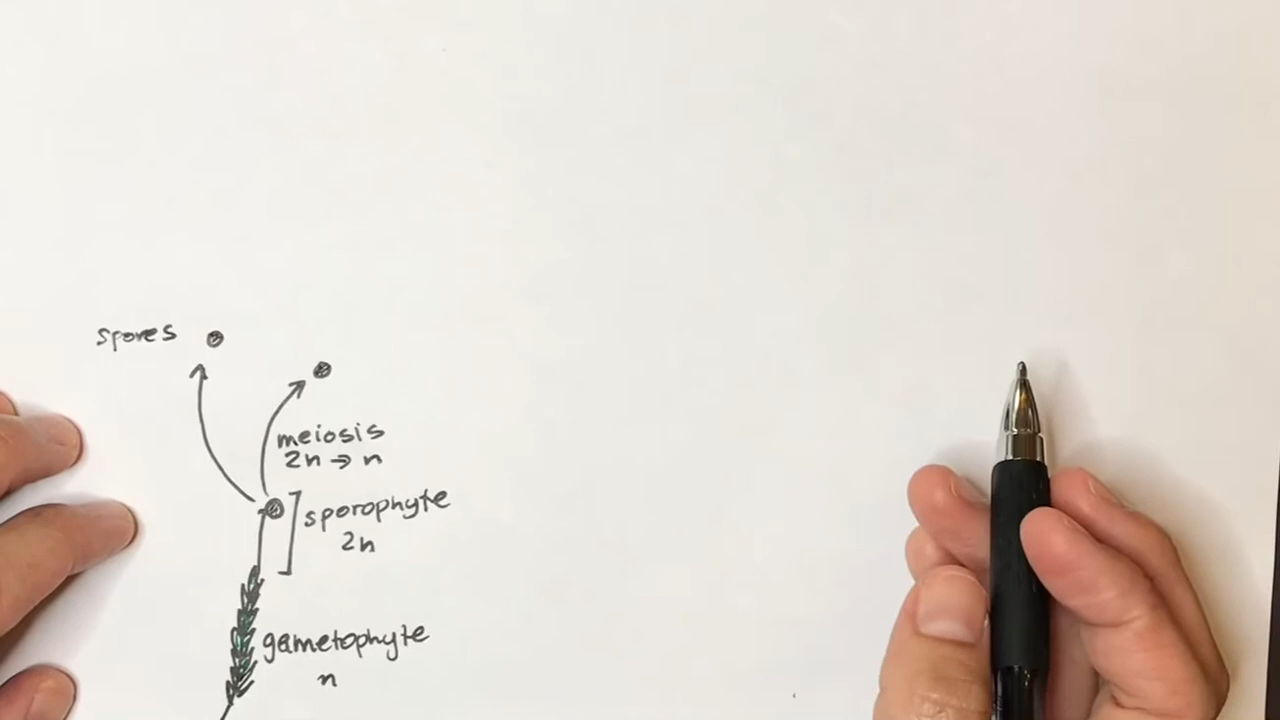 spores
meiosis
2n → n
sporophyte
2n
gametophyte
n